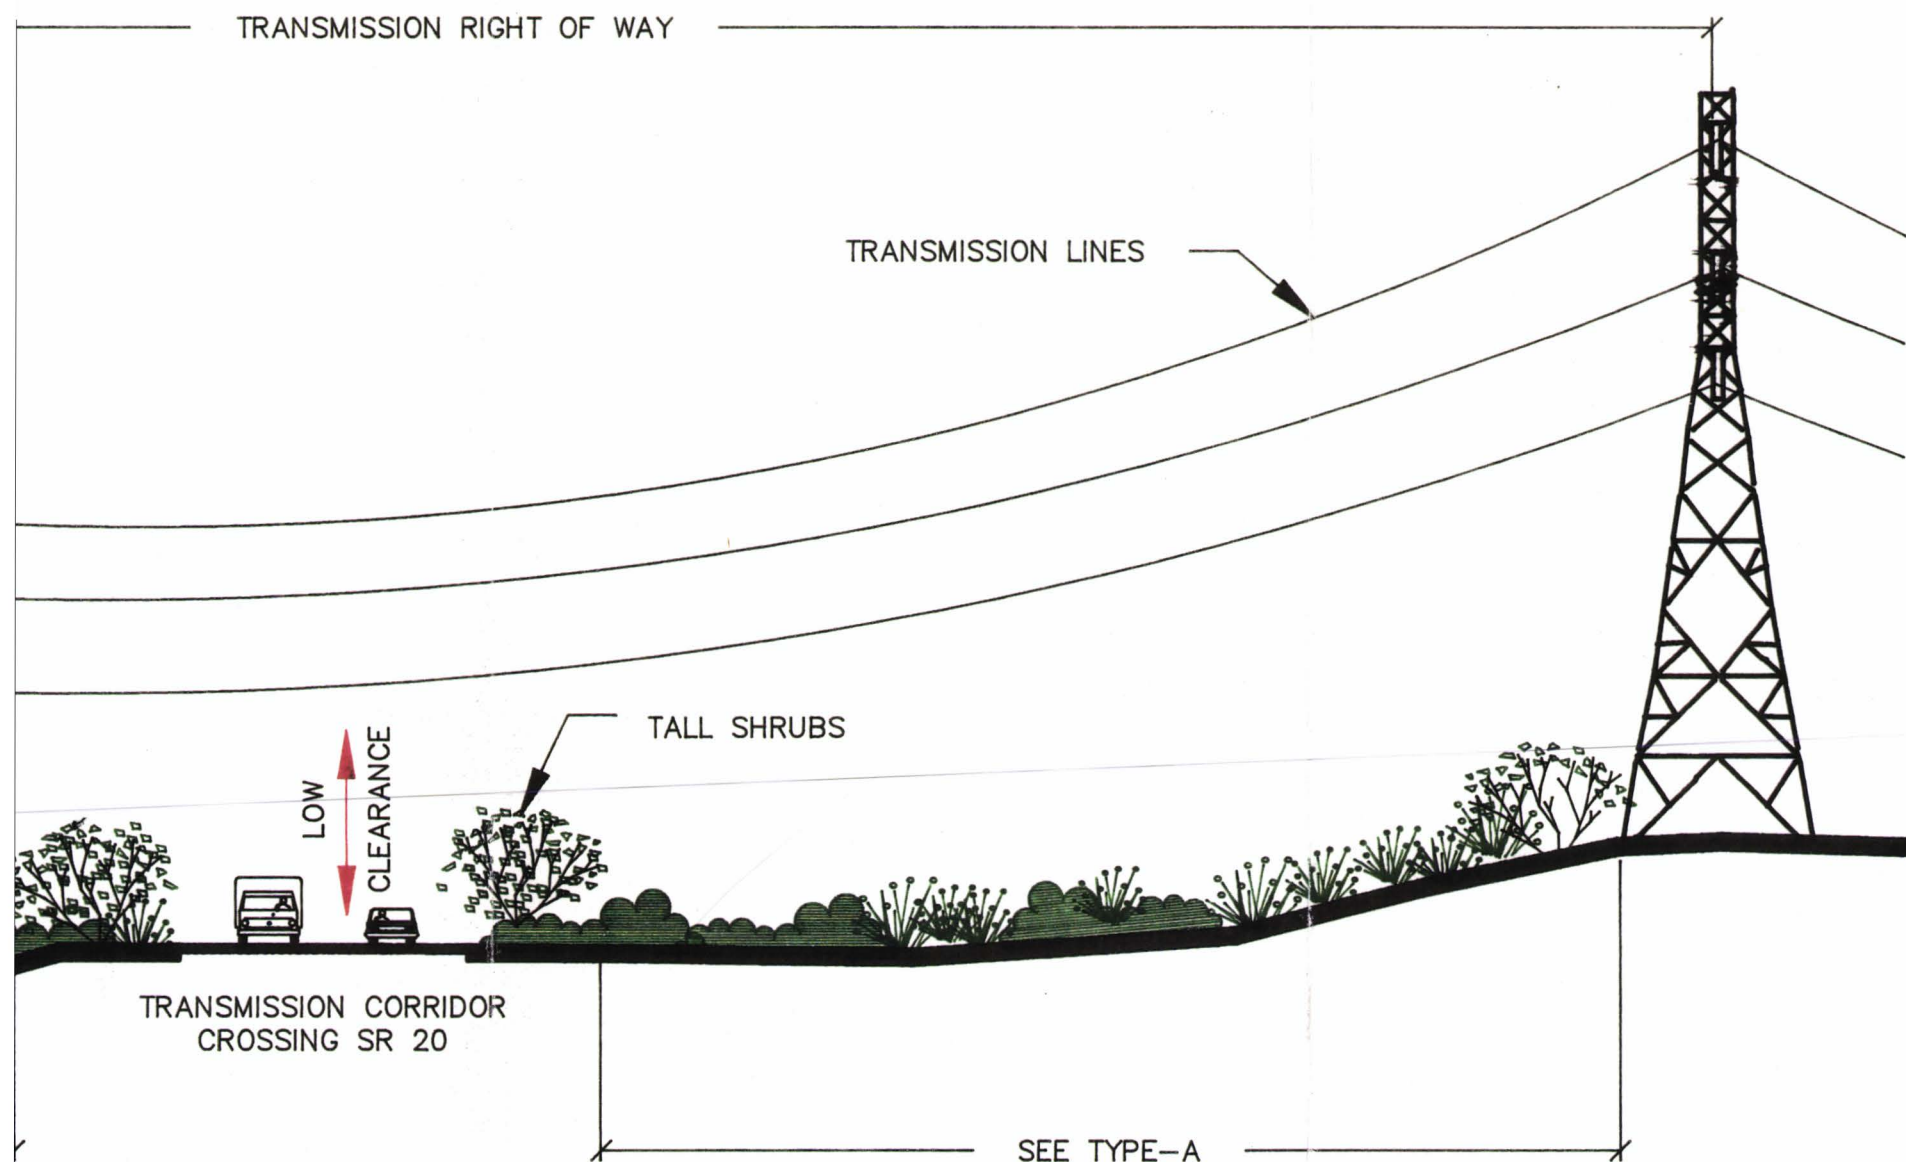 TRANSMISSION RIGHT OF WAY
TRANSMISSION LINES
TALL SHRUBS
LOW
CLEARANCE
TRANSMISSION CORRIDOR
CROSSING SR 20
SEE TYPE-A